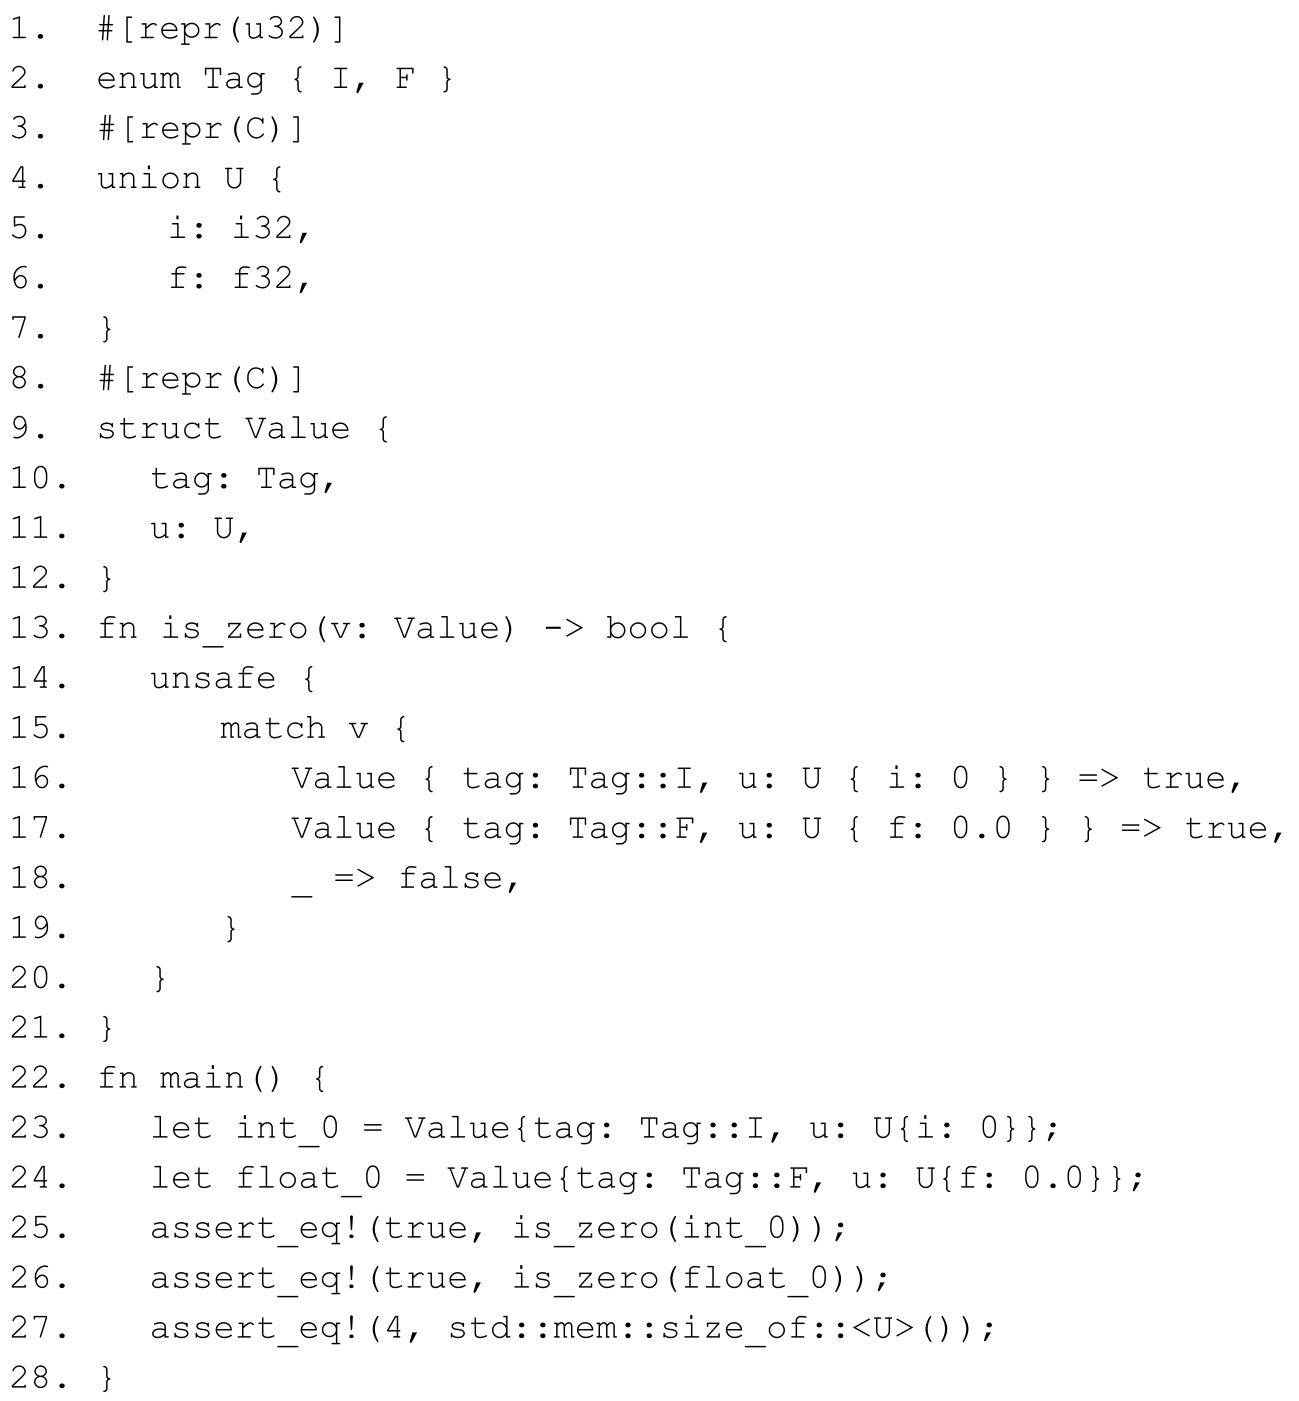 1. #[repr(u32)]
2. enum Tag { I, F }
3. #[repr(C)]
4. union U {
5. i: i32,
6. f: f32,
7. }
8. #[repr(C)]
9. struct Value {
10. tag: Tag,
11. u: U,
12. }
13. fn is_zero(v: Value) -> bool {
14. unsafe {
15. match v {
16. Value { tag: Tag::I, u: U { i: 0 } } => true,
17. Value { tag: Tag::F, u: U { f: 0.0 } } => true,
18. _ => false,
19. }
20. }
21. }
22. fn main() {
23. let int_0 = Value{tag: Tag::I, u: U{i: 0}};
24. let float_0 = Value{tag: Tag::F, u: U{f: 0.0}};
25. assert_eq!(true, is_zero(int_0));
26. assert_eq!(true, is_zero(float_0));
27. assert_eq!(4, std::mem::size_of::<U>());
28. }